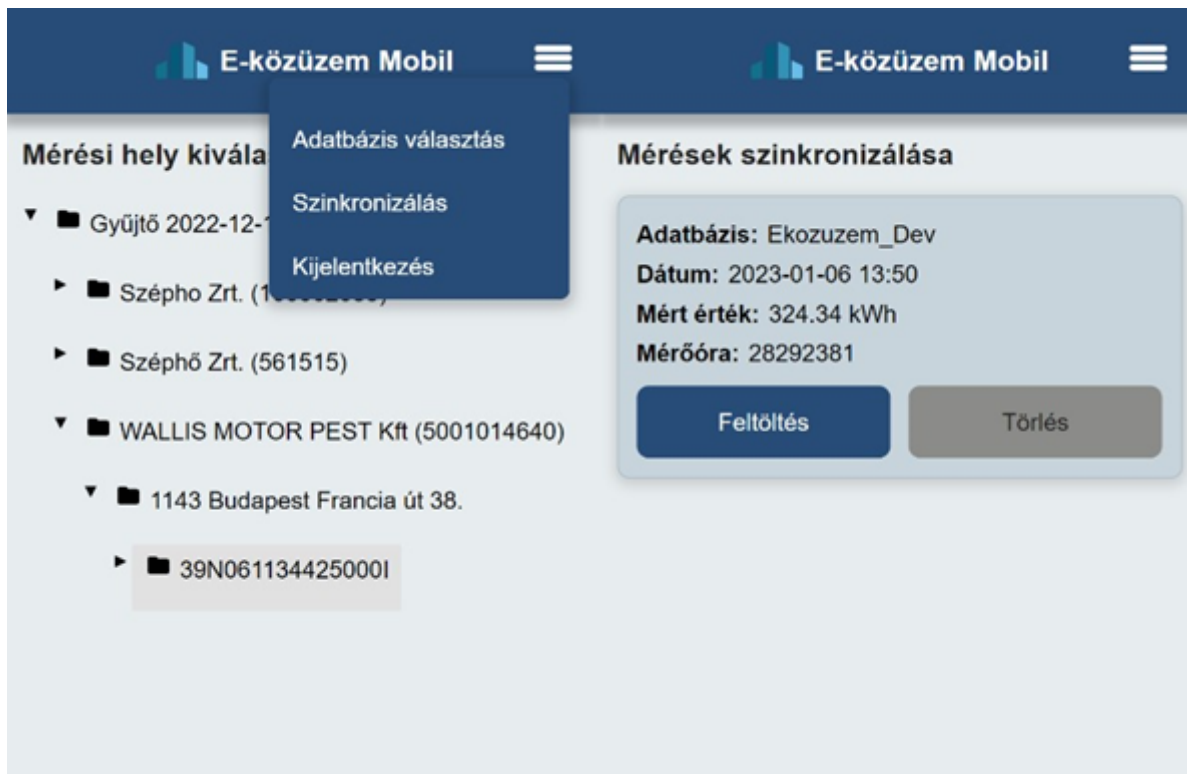 E-közüzem Mobil
Adatbázis választás
Szinkronizálás
Kijelentkezés
Mérési hely
Gyűjtő 2022-12-
Szépho Zrt.
Széphő Zrt. (561515)
WALLIS MOTOR PEST Kft (5001014640)
1143 Budapest Francia út 38.
39N061134425000I
E-közüzem Mobil
Mérések szinkronizálása
Adatbázis: Ekozuzem_Dev
Dátum: 2023-01-06 13:50
Mért érték: 324.34 kWh
Mérőóra: 28292381
Feltöltés
Törlés